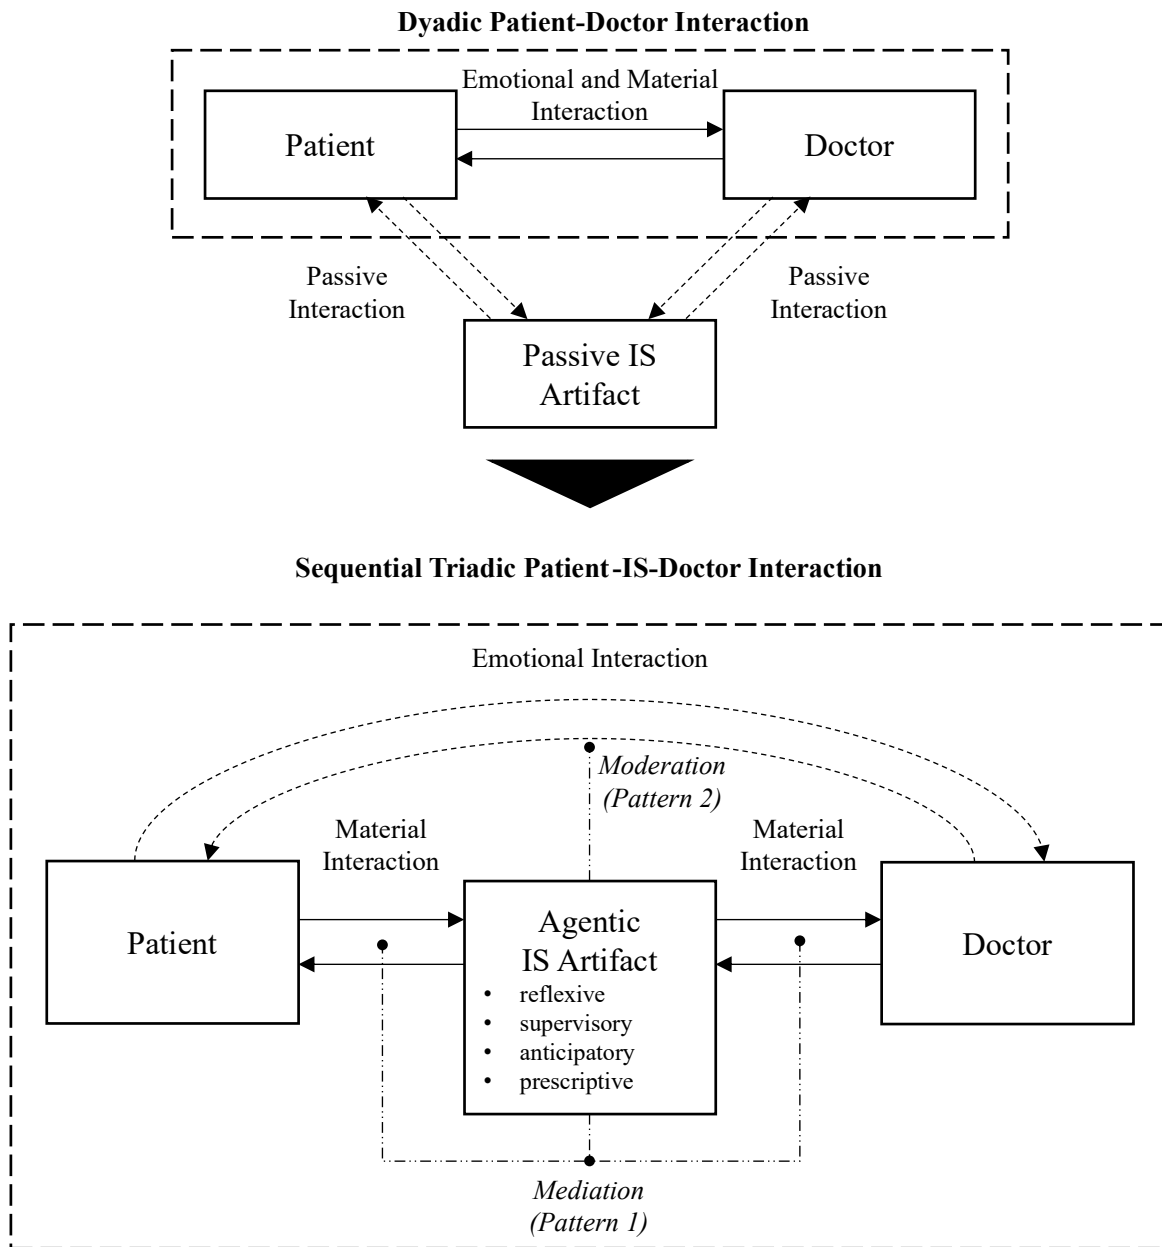 Dyadic Patient-Doctor Interaction
Emotional and Material
Interaction
Patient
Doctor
Passive
Interaction
Passive
Interaction
Passive IS
Artifact
Sequential Triadic Patient-IS-Doctor Interaction
Emotional Interaction
Moderation
(Pattern 2)
Material
Interaction
Material
Interaction
Patient
Agentic
IS Artifact
• reflexive
• supervisory
• anticipatory
• prescriptive
Doctor
Mediation
(Pattern 1)